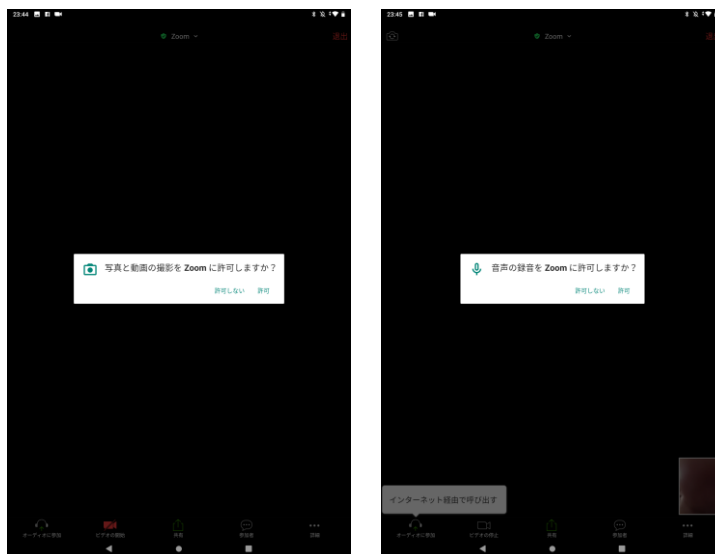 23:44
Zoom
退出
写真と動画の撮影を Zoom に許可しますか？
許可しない 許可
オーディオに参加 ビデオの開始 共有 参加者 詳細
23:45
Zoom
音声の録音を Zoom に許可しますか？
許可しない 許可
インターネット経由で呼び出す
オーディオに参加 ビデオの停止 共有 参加者 詳細